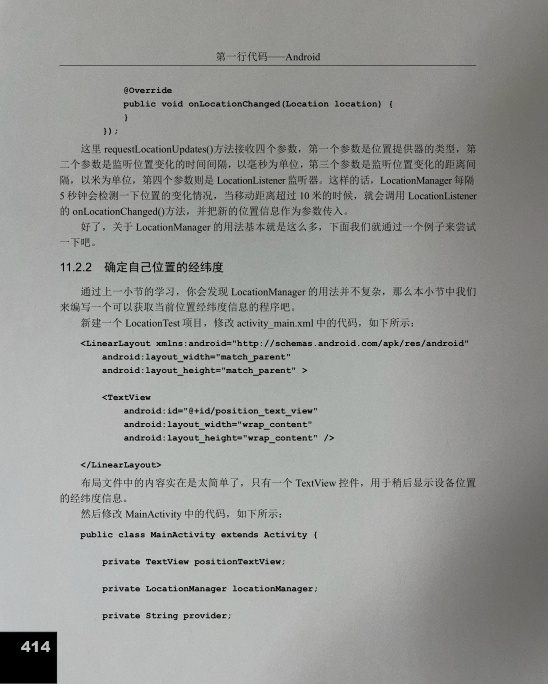 第一行代码——Android
@Override
public void onLocationChanged(Location location) {
}
});
这里 requestLocationUpdates()方法接收四个参数，第一个参数是位置提供器的类型，第
二个参数是监听位置变化的时间间隔，以毫秒为单位，第三个参数是监听位置变化的距离间
隔，以米为单位，第四个参数则是 LocationListener 监听器。这样的话，LocationManager 每隔
5 秒钟会检测一下位置的变化情况，当移动距离超过 10 米的时候，就会调用 LocationListener
的 onLocationChanged()方法，并把新的位置信息作为参数传入。
好了，关于 LocationManager 的用法基本就是这么多，下面我们就通过一个例子来尝试
一下吧。
11.2.2 确定自己位置的经纬度
通过上一小节的学习，你会发现 LocationManager 的用法并不复杂，那么本小节中我们
来编写一个可以获取当前位置经纬度信息的程序吧。
新建一个 LocationTest 项目，修改 activity_main.xml 中的代码，如下所示：
<LinearLayout xmlns:android="http://schemas.android.com/apk/res/android"
android:layout_width="match_parent"
android:layout_height="match_parent" >
<TextView
android:id="@+id/position_text_view"
android:layout_width="wrap_content"
android:layout_height="wrap_content" />
</LinearLayout>
布局文件中的内容实在是太简单了，只有一个 TextView 控件，用于稍后显示设备位置
的经纬度信息。
然后修改 MainActivity 中的代码，如下所示：
public class MainActivity extends Activity {
private TextView positionTextView;
private LocationManager locationManager;
private String provider;
414